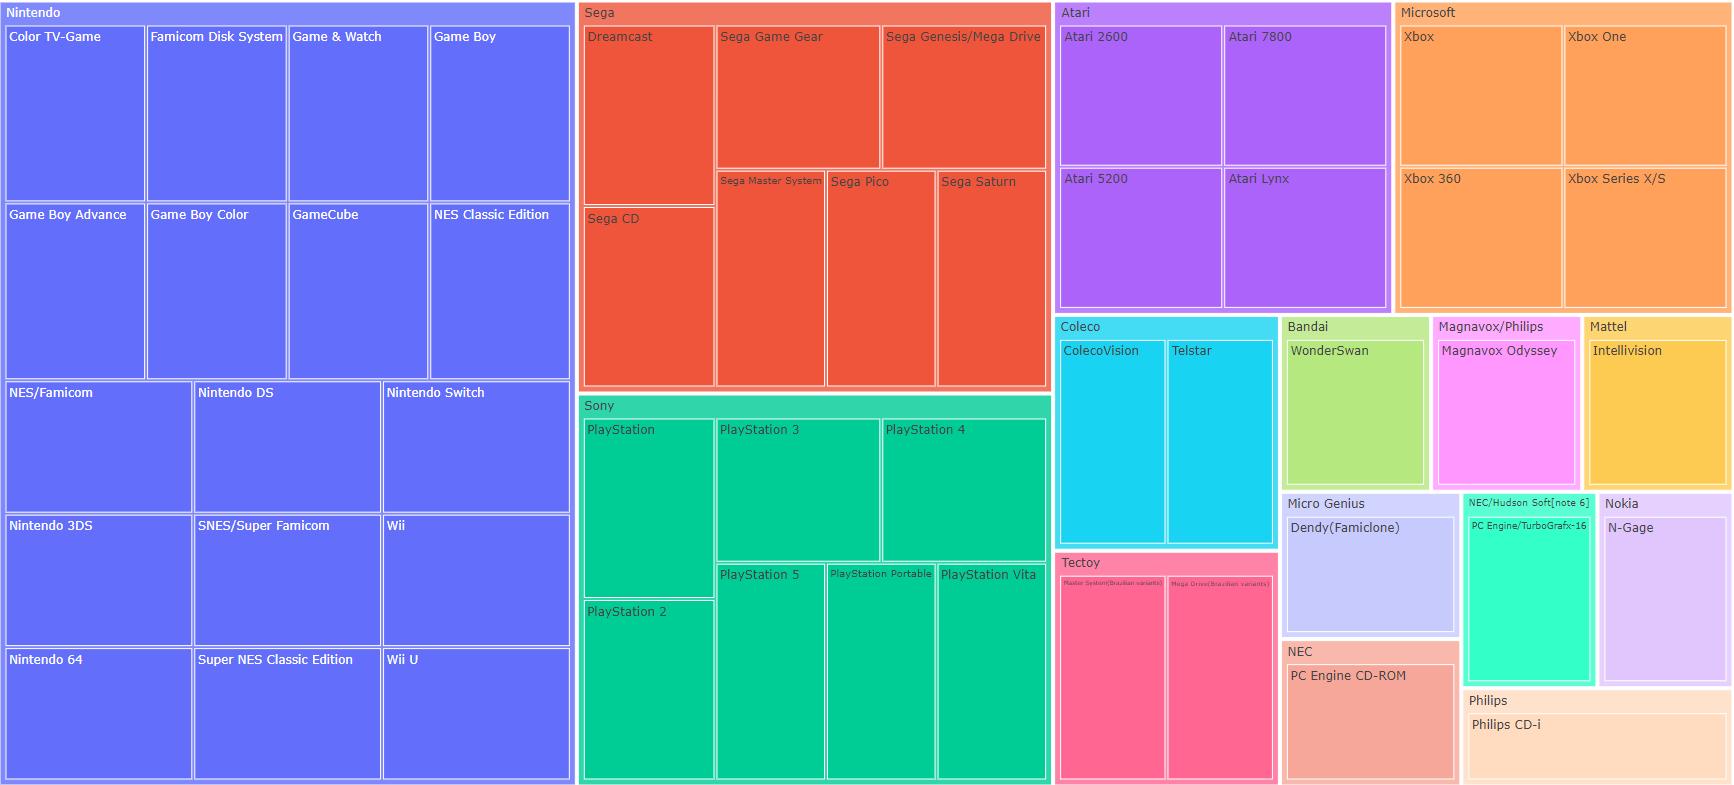 Nintendo
Color TV-Game
Famicom Disk System
Game & Watch
Game Boy
Game Boy Advance
Game Boy Color
GameCube
NES Classic Edition
NES/Famicom
Nintendo DS
Nintendo Switch
Nintendo 3DS
SNES/Super Famicom
Wii
Nintendo 64
Super NES Classic Edition
Wii U
Sega
Dreamcast
Sega Game Gear
Sega Genesis/Mega Drive
Sega Master System
Sega Pico
Sega Saturn
Sega CD
Sony
PlayStation
PlayStation 3
PlayStation 4
PlayStation 5
PlayStation Portable
PlayStation Vita
PlayStation 2
Atari
Atari 2600
Atari 7800
Atari 5200
Atari Lynx
Microsoft
Xbox
Xbox One
Xbox 360
Xbox Series X/S
Coleco
ColecoVision
Telstar
Tectoy
Master System(Brazilian variants)
Mega Drive(Brazilian variants)
Bandai
WonderSwan
Magnavox/Philips
Magnavox Odyssey
Mattel
Intellivision
Micro Genius
Dendy(Famiclone)
NEC
PC Engine CD-ROM
NEC/Hudson Soft[note 6]
PC Engine/TurboGrafx-16
Nokia
N-Gage
Philips
Philips CD-i